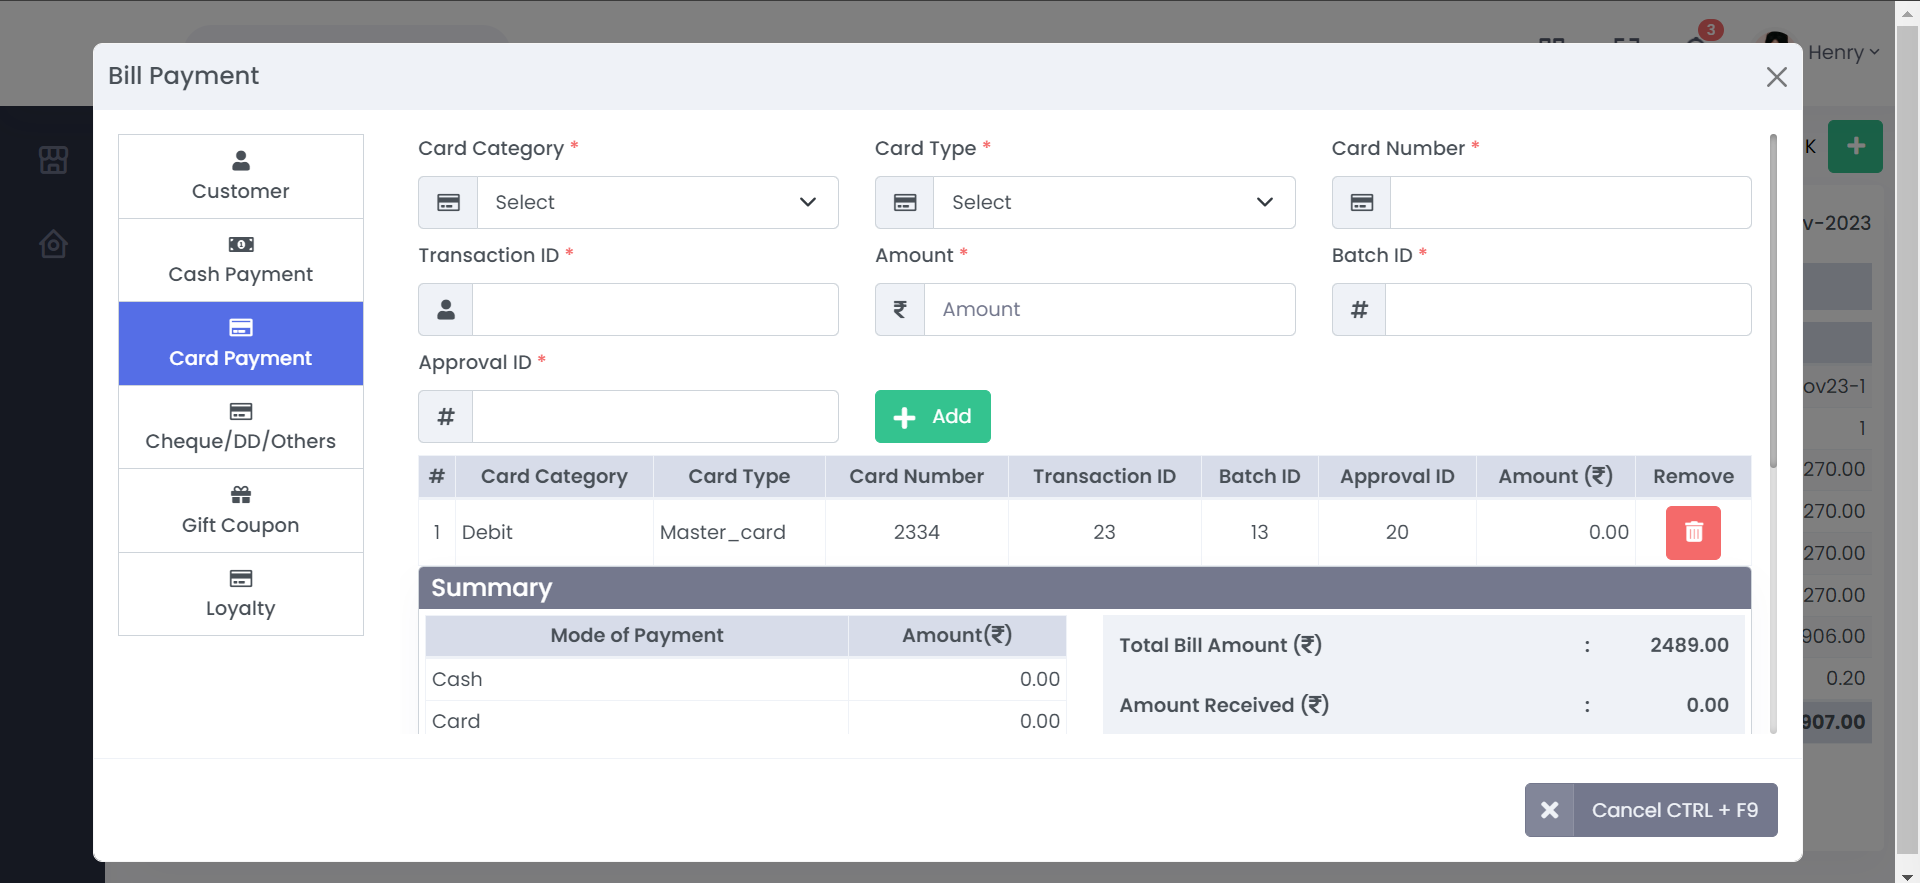 3
Henry
Bill Payment
Customer
Cash Payment
Card Payment
Cheque/DD/Others
Gift Coupon
Loyalty
Card Category *
Card Type *
Card Number *
Select
Select
Transaction ID *
Amount *
Batch ID *
₹ Amount
#
Approval ID *
#
Add
# Card Category Card Type Card Number Transaction ID Batch ID Approval ID Amount (₹) Remove
1 Debit Master_card 2334 23 13 20 0.00
Summary
Mode of Payment Amount(₹)
Cash 0.00
Card 0.00
Total Bill Amount (₹) : 2489.00
Amount Received (₹) : 0.00
Cancel CTRL + F9
K
v-2023
ov23-1
1
270.00
270.00
270.00
270.00
906.00
0.20
907.00